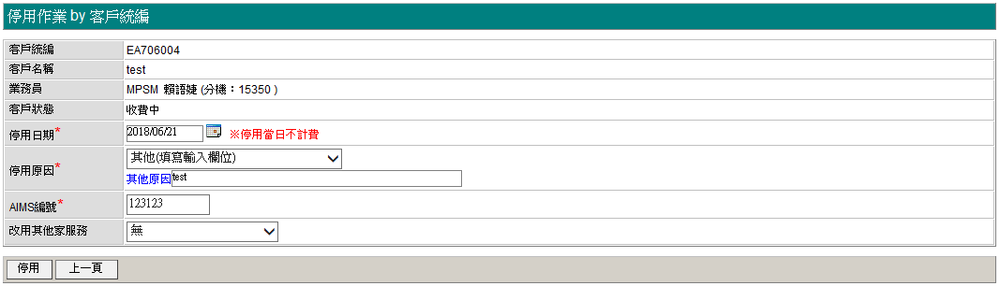 停用作業 by 客戶統編
客戶統編 EA706004
客戶名稱 test
業務員 MPSM 賴語婕 (分機：15350 )
客戶狀態 收費中
停用日期* 2018/06/21 ※停用當日不計費
停用原因* 其他(填寫輸入欄位)
其他原因 test
AIMS編號* 123123
改用其他家服務 無
停用 上一頁